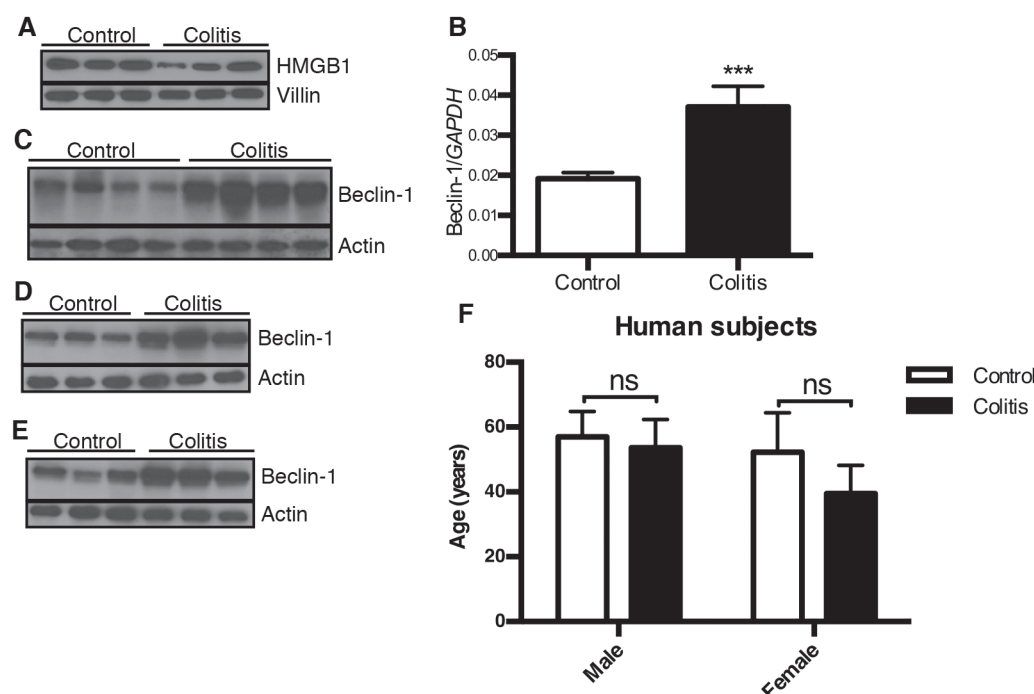 A
Control Colitis
HMGB1
Villin
B
0.05
0.04
0.03
0.02
0.01
0.00
Beclin-1/GAPDH
***
Control Colitis
C
Control Colitis
Beclin-1
Actin
D
Control Colitis
Beclin-1
Actin
E
Control Colitis
Beclin-1
Actin
F
Human subjects
80
60
40
20
0
Age (years)
ns
ns
Male
Female
Control
Colitis